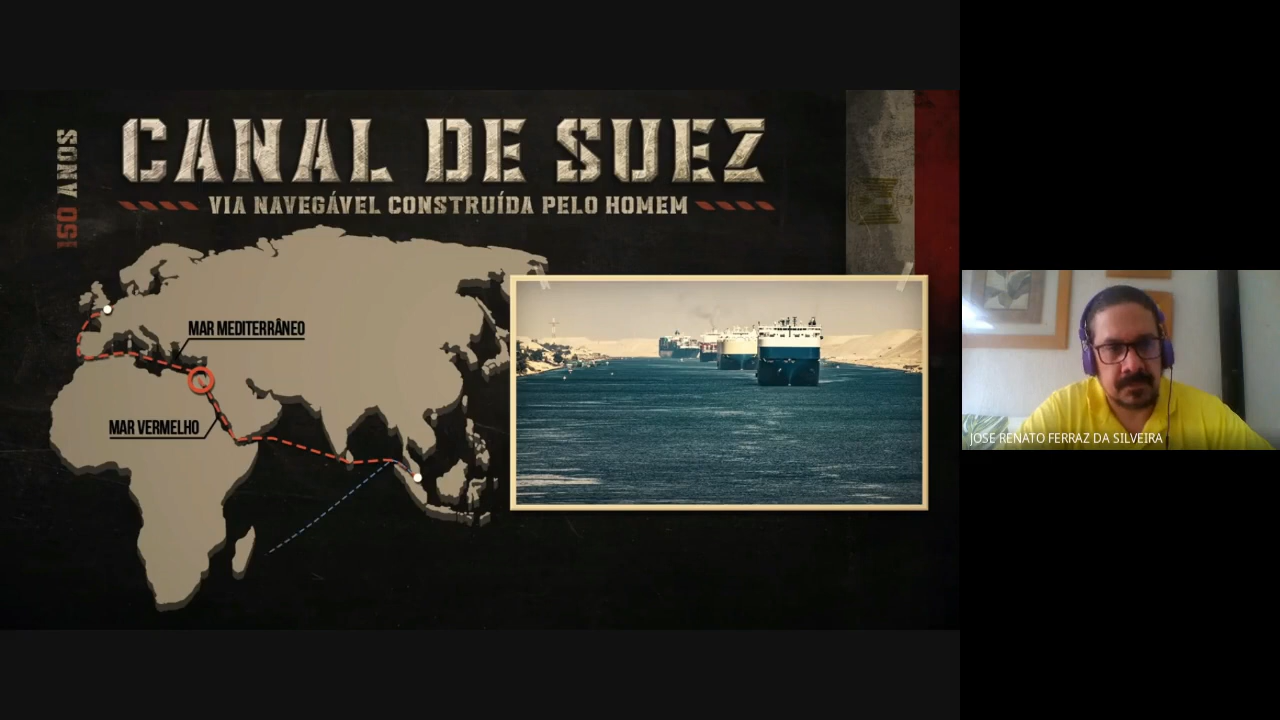 150 ANOS
CANAL DE SUEZ
VIA NAVEGÁVEL CONSTRUÍDA PELO HOMEM
MAR MEDITERRÂNEO
MAR VERMELHO
JOSE RENATO FERRAZ DA SILVEIRA